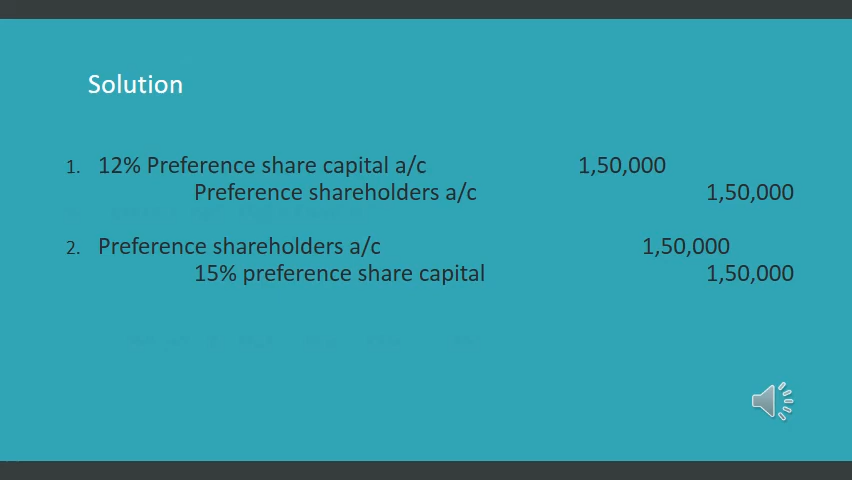 Solution
1. 12% Preference share capital a/c 1,50,000
Preference shareholders a/c 1,50,000
2. Preference shareholders a/c 1,50,000
15% preference share capital 1,50,000